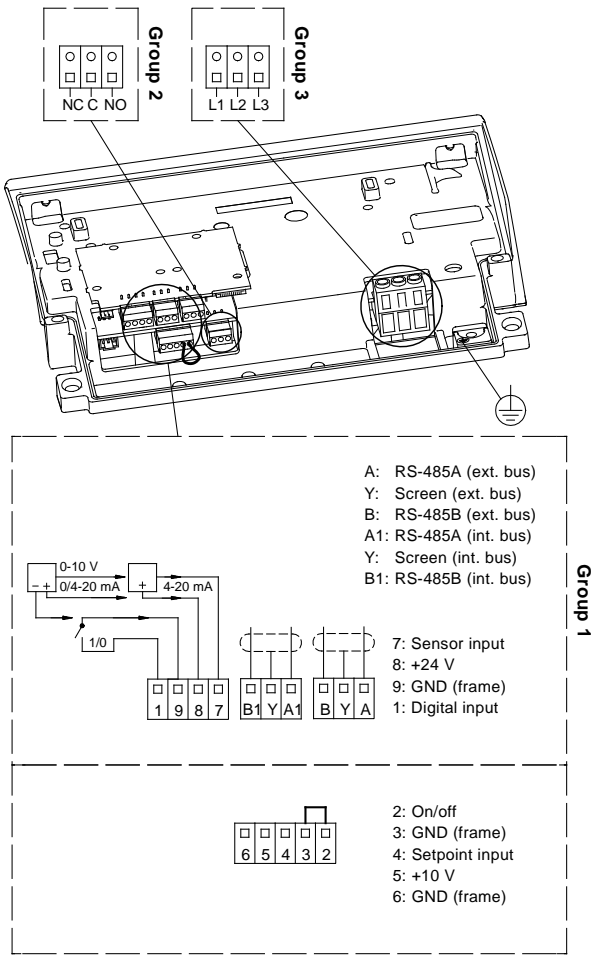 Group 2
NC C NO
Group 3
L1 L2 L3
A: RS-485A (ext. bus)
Y: Screen (ext. bus)
B: RS-485B (ext. bus)
A1: RS-485A (int. bus)
Y: Screen (int. bus)
B1: RS-485B (int. bus)
Group 1
0-10 V
0/4-20 mA
- +
+
4-20 mA
1/0
1 9 8 7
B1 Y A1
B Y A
7: Sensor input
8: +24 V
9: GND (frame)
1: Digital input
6 5 4 3 2
2: On/off
3: GND (frame)
4: Setpoint input
5: +10 V
6: GND (frame)